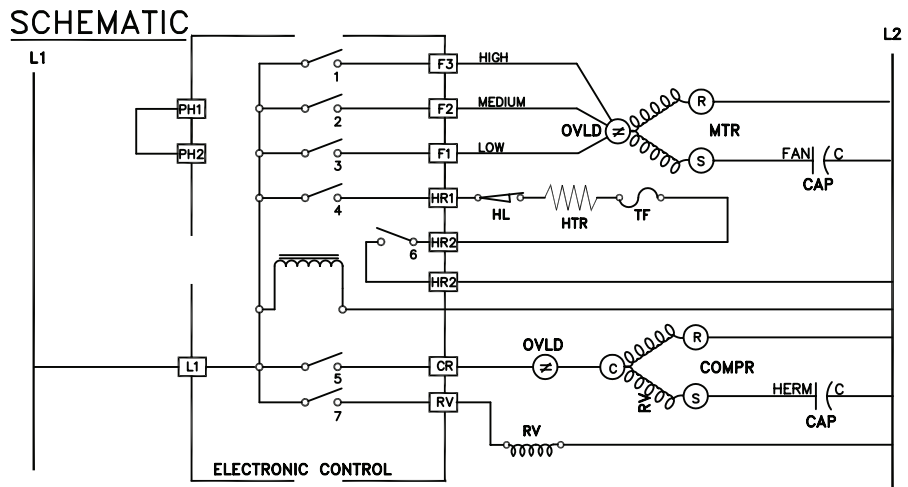 SCHEMATIC
L1
L2
1
F3
HIGH
PH1
2
F2
MEDIUM
OVLD
R
MTR
PH2
3
F1
LOW
S
FAN
C
CAP
4
HR1
HL
HTR
TF
6
HR2
HR2
L1
5
CR
OVLD
C
R
COMPR
RV
S
HERM
C
CAP
7
RV
RV
ELECTRONIC CONTROL